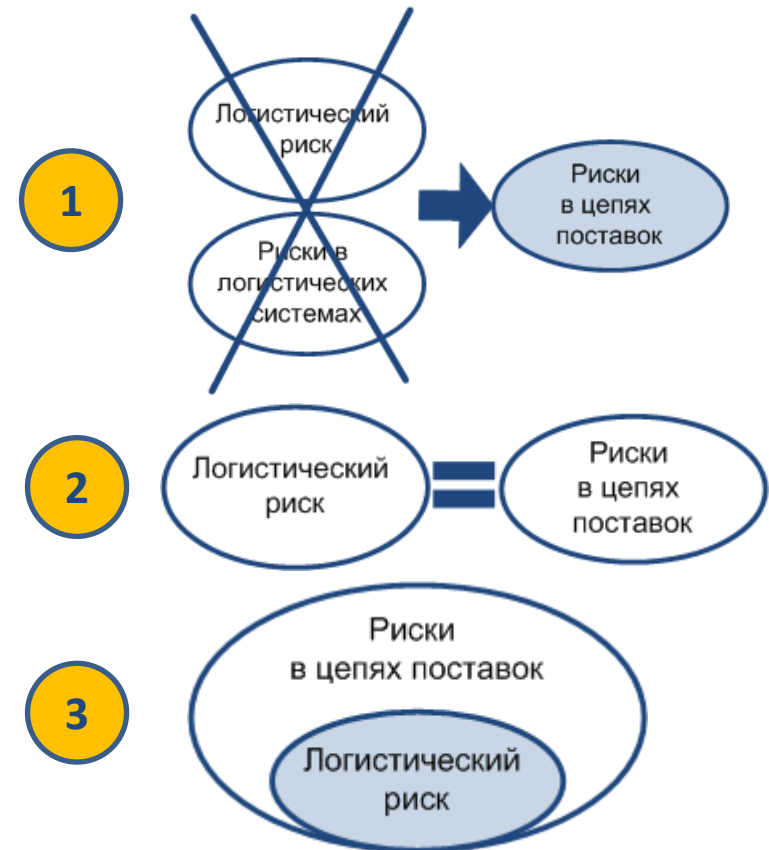 1
Логистический
риск
Риски в
логистических
системах
Риски
в цепях
поставок
2
Логистический
риск
Риски
в цепях
поставок
3
Риски
в цепях поставок
Логистический
риск